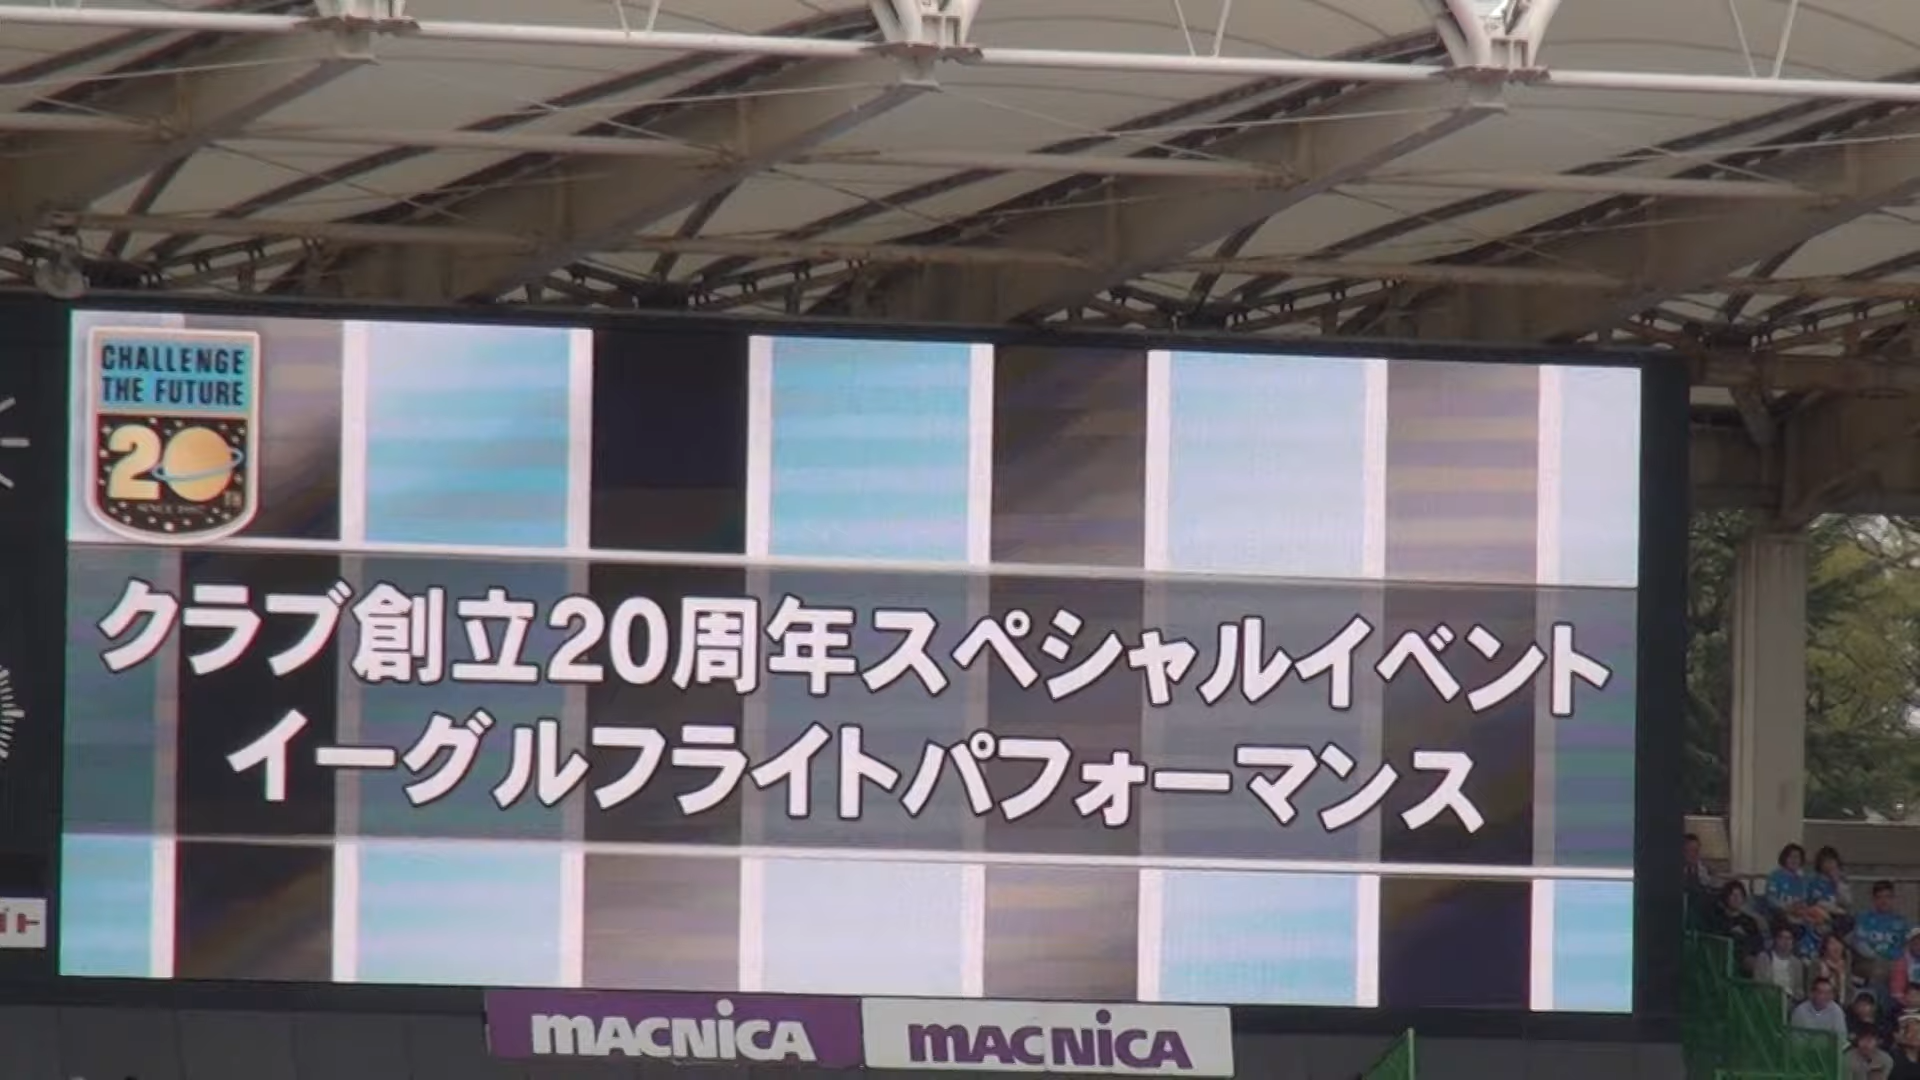 CHALLENGE
THE FUTURE
20
TH
クラブ創立20周年スペシャルイベント
イーグルフライトパフォーマンス
MACNICA
MACNICA